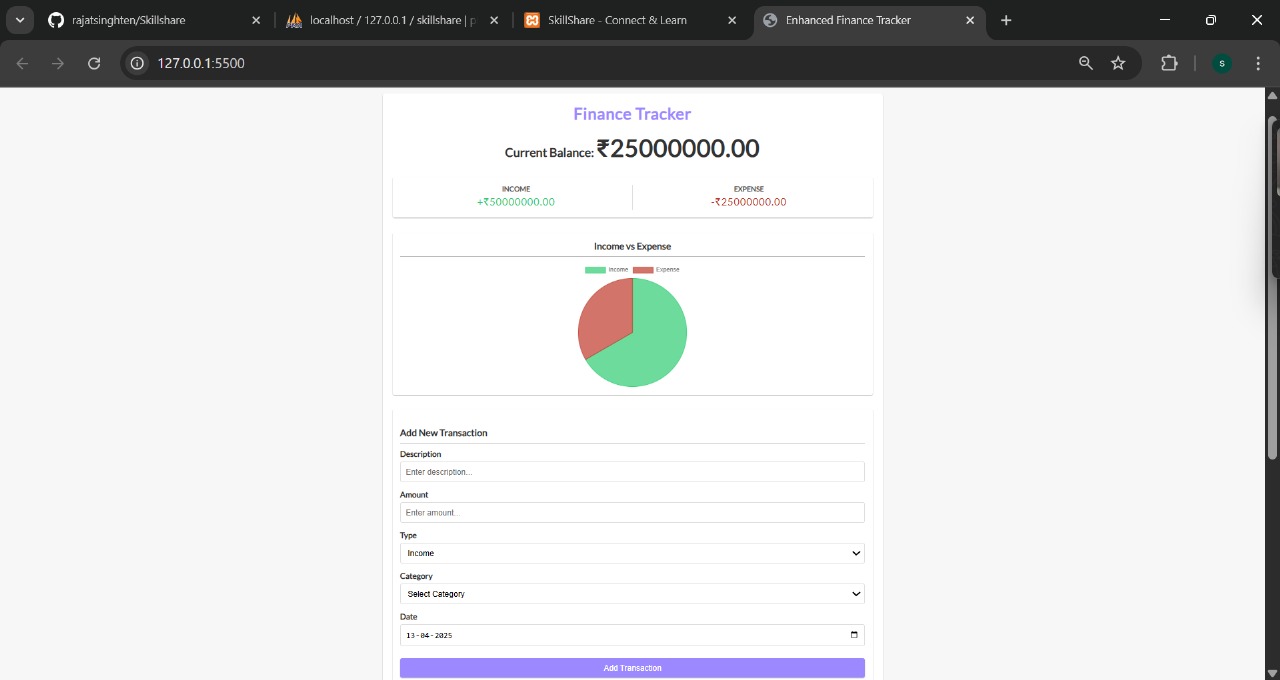 rajatsinghten/Skillshare
localhost / 127.0.0.1 / skillshare | p
SkillShare - Connect & Learn
Enhanced Finance Tracker
127.0.0.1:5500
s
Finance Tracker
Current Balance: ₹25000000.00
INCOME
+₹50000000.00
EXPENSE
-₹25000000.00
Income vs Expense
Income
Expense
Add New Transaction
Description
Enter description...
Amount
Enter amount...
Type
Income
Category
Select Category
Date
13-04-2025
Add Transaction